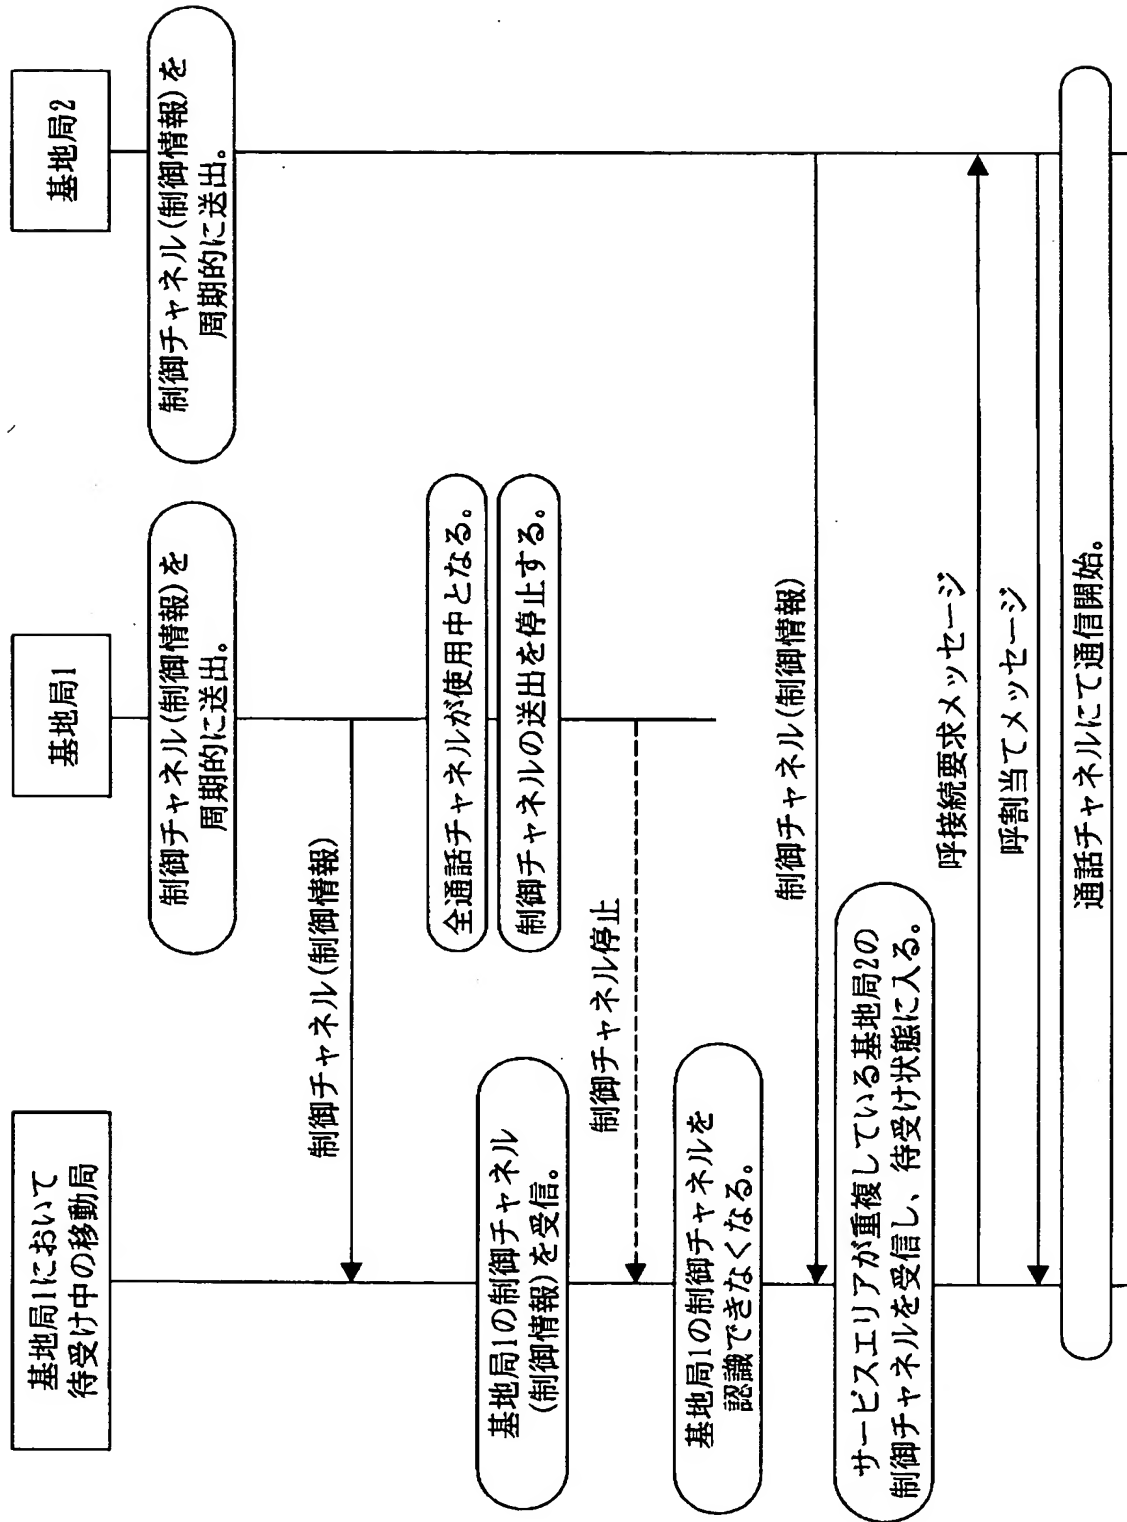 基地局1において
待受け中の移動局
基地局1
基地局2
制御チャネル(制御情報)を
周期的に送出。
制御チャネル(制御情報)を
周期的に送出。
制御チャネル(制御情報)
全通話チャネルが使用中となる。
制御チャネルの送出を停止する。
基地局1の制御チャネル
(制御情報)を受信。
制御チャネル停止
基地局1の制御チャネルを
認識できなくなる。
制御チャネル(制御情報)
サービスエリアが重複している基地局2の
制御チャネルを受信し、待受け状態に入る。
呼接続要求メッセージ
呼割当てメッセージ
通話チャネルにて通信開始。